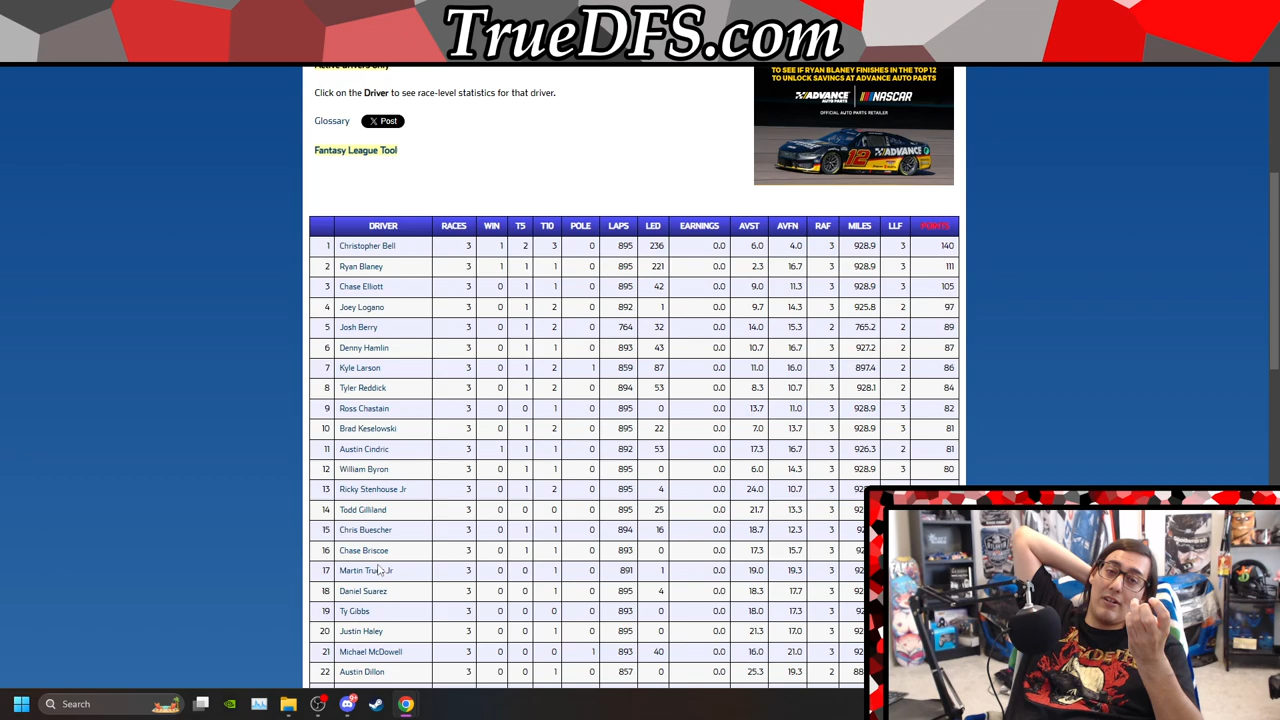 TrueDFS.com
Active Drivers Only
Click on the Driver to see race-level statistics for that driver.
Glossary Post
Fantasy League Tool
TO SEE IF RYAN BLANEY FINISHES IN THE TOP 12
TO UNLOCK SAVINGS AT ADVANCE AUTO PARTS
ADVANCE AUTO PARTS NASCAR
OFFICIAL AUTO PARTS RETAILER
12 ADVANCE
DRIVER RACES WIN T5 T10 POLE LAPS LED EARNINGS AVST AVFN RAF MILES LLF POINTS
1 Christopher Bell 3 1 2 3 0 895 236 0.0 6.0 4.0 3 928.9 3 140
2 Ryan Blaney 3 1 1 1 0 895 221 0.0 2.3 16.7 3 928.9 3 111
3 Chase Elliott 3 0 1 1 0 895 42 0.0 9.0 11.3 3 928.9 3 105
4 Joey Logano 3 0 1 2 0 892 1 0.0 9.7 14.3 3 925.8 2 97
5 Josh Berry 3 0 1 2 0 764 32 0.0 14.0 15.3 2 765.2 2 89
6 Denny Hamlin 3 0 1 1 0 893 43 0.0 10.7 16.7 3 927.2 2 87
7 Kyle Larson 3 0 1 2 1 859 87 0.0 11.0 16.0 3 897.4 2 86
8 Tyler Reddick 3 0 1 2 0 894 53 0.0 8.3 10.7 3 928.1 2 84
9 Ross Chastain 3 0 0 1 0 895 0 0.0 13.7 11.0 3 928.9 3 82
10 Brad Keselowski 3 0 1 2 0 895 22 0.0 7.0 13.7 3 928.9 3 81
11 Austin Cindric 3 1 1 1 0 892 53 0.0 17.3 16.7 3 926.3 2 81
12 William Byron 3 0 0 1 0 895 0 0.0 6.0 14.3 3 928.9 3 80
13 Ricky Stenhouse Jr 3 0 1 2 0 895 4 0.0 24.0 10.7 3 92
14 Todd Gilliland 3 0 0 0 0 895 25 0.0 21.7 13.3 3 92
15 Chris Buescher 3 0 1 1 0 894 16 0.0 18.7 12.3 3 92
16 Chase Briscoe 3 0 1 1 0 893 0 0.0 17.3 15.7 3 92
17 Martin Truex Jr 3 0 0 1 0 891 1 0.0 19.0 19.3 3 92
18 Daniel Suarez 3 0 0 1 0 895 4 0.0 18.3 17.7 3 92
19 Ty Gibbs 3 0 0 0 0 893 0 0.0 18.0 17.3 3 92
20 Justin Haley 3 0 0 1 0 895 0 0.0 21.3 17.0 3 92
21 Michael McDowell 3 0 0 0 1 893 40 0.0 16.0 21.0 3 92
22 Austin Dillon 3 0 0 1 0 857 0 0.0 25.3 19.3 2 88
Search